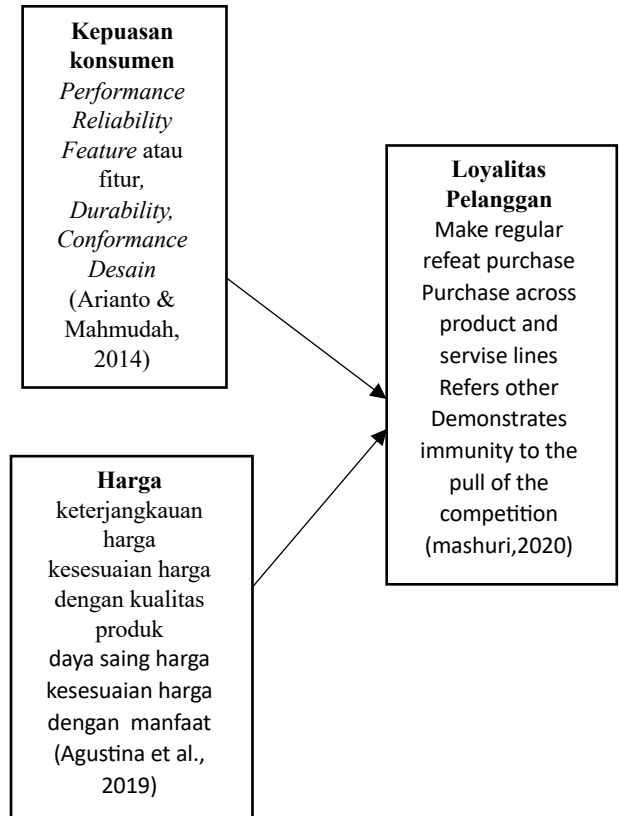 Kepuasan
konsumen
Performance
Reliability
Feature atau
fitur,
Durability,
Conformance
Desain
(Arianto &
Mahmudah,
2014)
Loyalitas
Pelanggan
Make regular
refeat purchase
Purchase across
product and
servise lines
Refers other
Demonstrates
immunity to the
pull of the
competition
(mashuri,2020)
Harga
keterjangkauan
harga
kesesuaian harga
dengan kualitas
produk
daya saing harga
kesesuaian harga
dengan manfaat
(Agustina et al.,
2019)